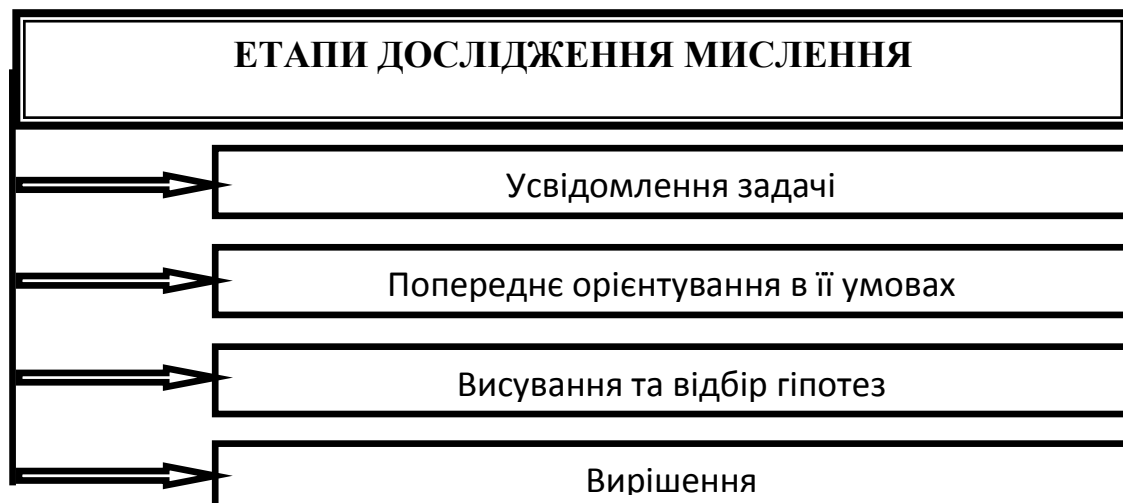 ЕТАПИ ДОСЛІДЖЕННЯ МИСЛЕННЯ
Усвідомлення задачі
Попереднє орієнтування в її умовах
Висування та відбір гіпотез
Вирішення